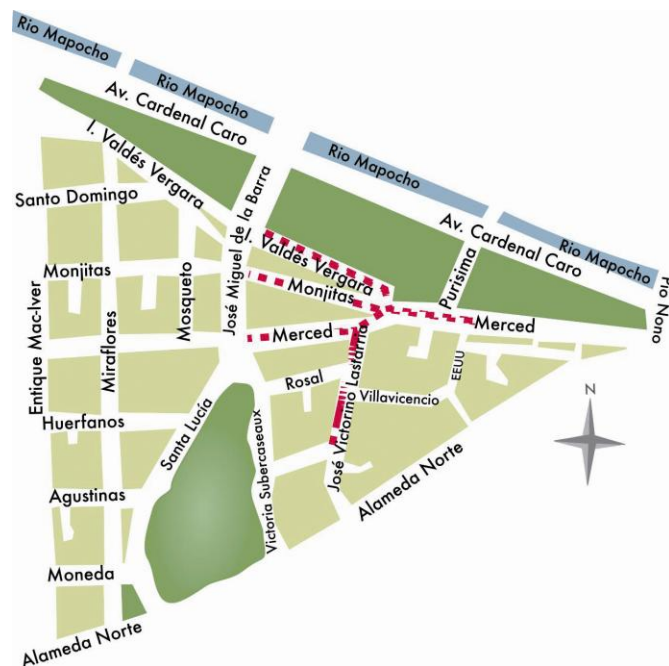 Rio Mapocho
Rio Mapocho
Av. Cardenal Caro
I. Valdés Vergara
Rio Mapocho
Santo Domingo
José Miguel de la Barra
Av. Cardenal Caro
Rio Mapocho
I. Valdés Vergara
Purisima
Pio Nono
Monjitas
Monjitas
Mosqueto
Merced
Merced
Entique Mac-Iver
Miraflores
Rosal
José Victorino Lastarria
EEUU
Villavicencio
N
Huerfanos
Santa Lucía
Victoria Subercaseaux
Agustinas
Alameda Norte
Moneda
Alameda Norte